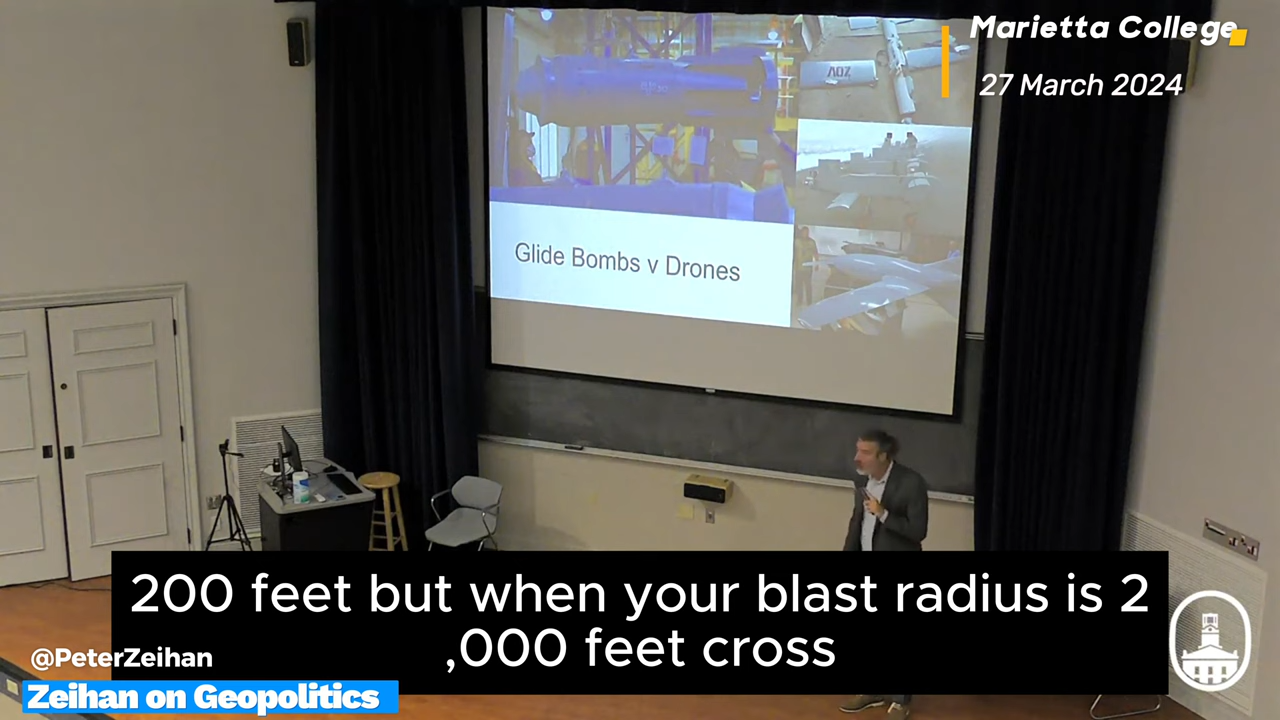 Marietta College
27 March 2024
Glide Bombs v Drones
200 feet but when your blast radius is 2
,000 feet cross
@PeterZeihan
Zeihan on Geopolitics